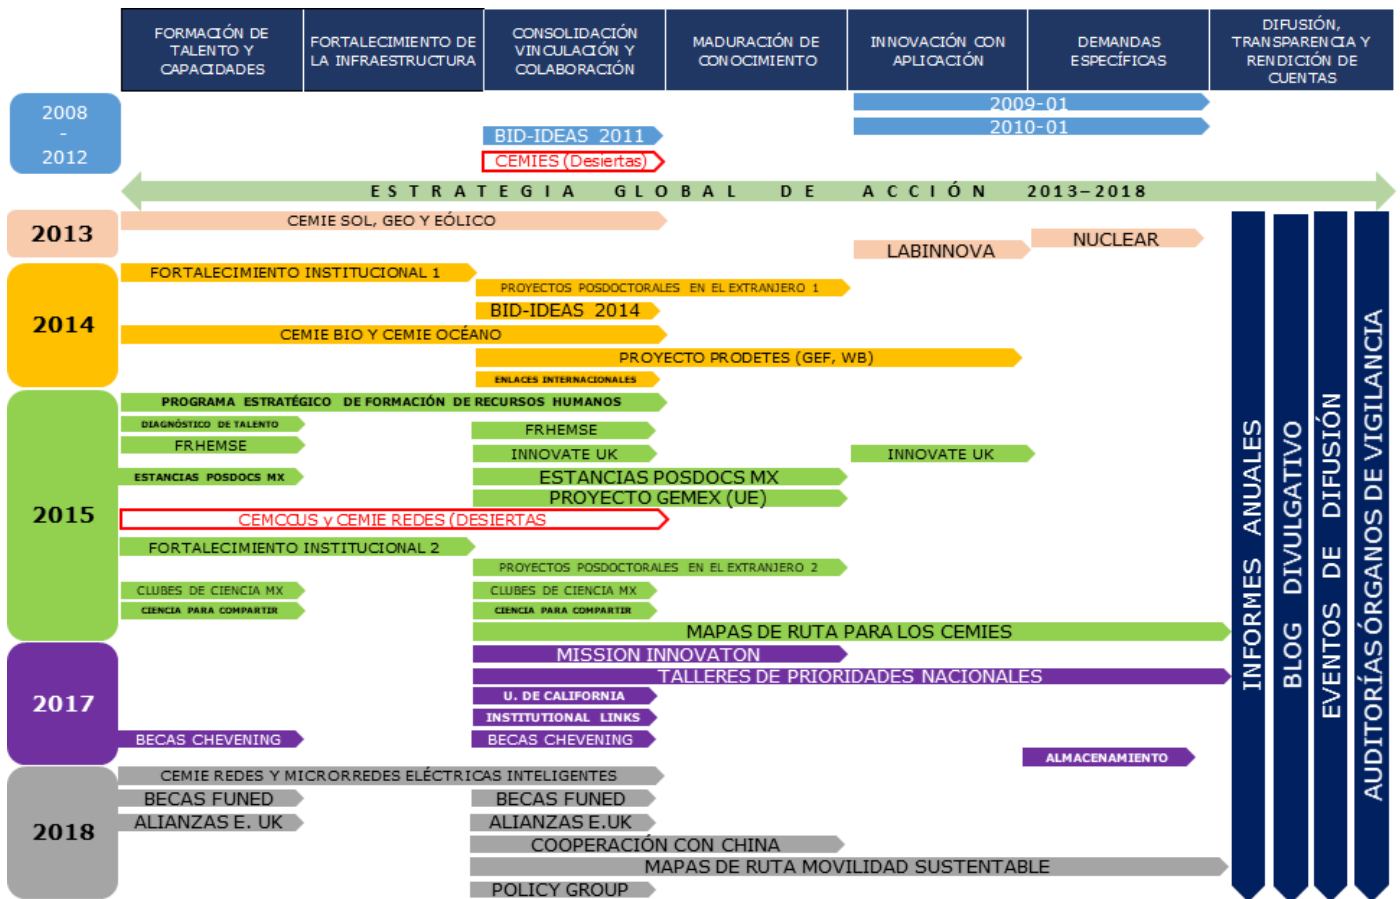 FORMACIÓN DE
TALENTO Y
CAPACIDADES
FORTALECIMIENTO DE
LA INFRAESTRUCTURA
CONSOLIDACIÓN
VINCULACIÓN Y
COLABORACIÓN
MADURACIÓN DE
CONOCIMIENTO
INNOVACIÓN CON
APLICACIÓN
DEMANDAS
ESPECÍFICAS
DIFUSIÓN,
TRANSPARENCIA Y
RENDICIÓN DE
CUENTAS
2008
-
2012
2009-01
2010-01
BID-IDEAS 2011
CEMIES (Desiertas)
ESTRATEGIA GLOBAL DE ACCIÓN 2013-2018
2013
CEMIE SOL, GEO Y EÓLICO
NUCLEAR
LABINNOVA
2014
FORTALECIMIENTO INSTITUCIONAL 1
PROYECTOS POSDOCTORALES EN EL EXTRANJERO 1
BID-IDEAS 2014
CEMIE BIO Y CEMIE OCÉANO
PROYECTO PRODETES (GEF, WB)
ENLACES INTERNACIONALES
2015
PROGRAMA ESTRATÉGICO DE FORMACIÓN DE RECURSOS HUMANOS
DIAGNÓSTICO DE TALENTO
FRHEMSE
FRHEMSE
INNOVATE UK
INNOVATE UK
ESTANCIAS POSDOCS MX
ESTANCIAS POSDOCS MX
PROYECTO GEMEX (UE)
CEMCCUS y CEMIE REDES (DESIERTAS
FORTALECIMIENTO INSTITUCIONAL 2
PROYECTOS POSDOCTORALES EN EL EXTRANJERO 2
CLUBES DE CIENCIA MX
CLUBES DE CIENCIA MX
CIENCIA PARA COMPARTIR
CIENCIA PARA COMPARTIR
MAPAS DE RUTA PARA LOS CEMIES
2017
MISSION INNOVATON
TALLERES DE PRIORIDADES NACIONALES
U. DE CALIFORNIA
INSTITUTIONAL LINKS
BECAS CHEVENING
BECAS CHEVENING
ALMACENAMIENTO
2018
CEMIE REDES Y MICRORREDES ELÉCTRICAS INTELIGENTES
BECAS FUNED
BECAS FUNED
ALIANZAS E. UK
ALIANZAS E.UK
COOPERACIÓN CON CHINA
MAPAS DE RUTA MOVILIDAD SUSTENTABLE
POLICY GROUP
INFORMES ANUALES
BLOG DIVULGATIVO
EVENTOS DE DIFUSIÓN
AUDITORÍAS ÓRGANOS DE VIGILANCIA